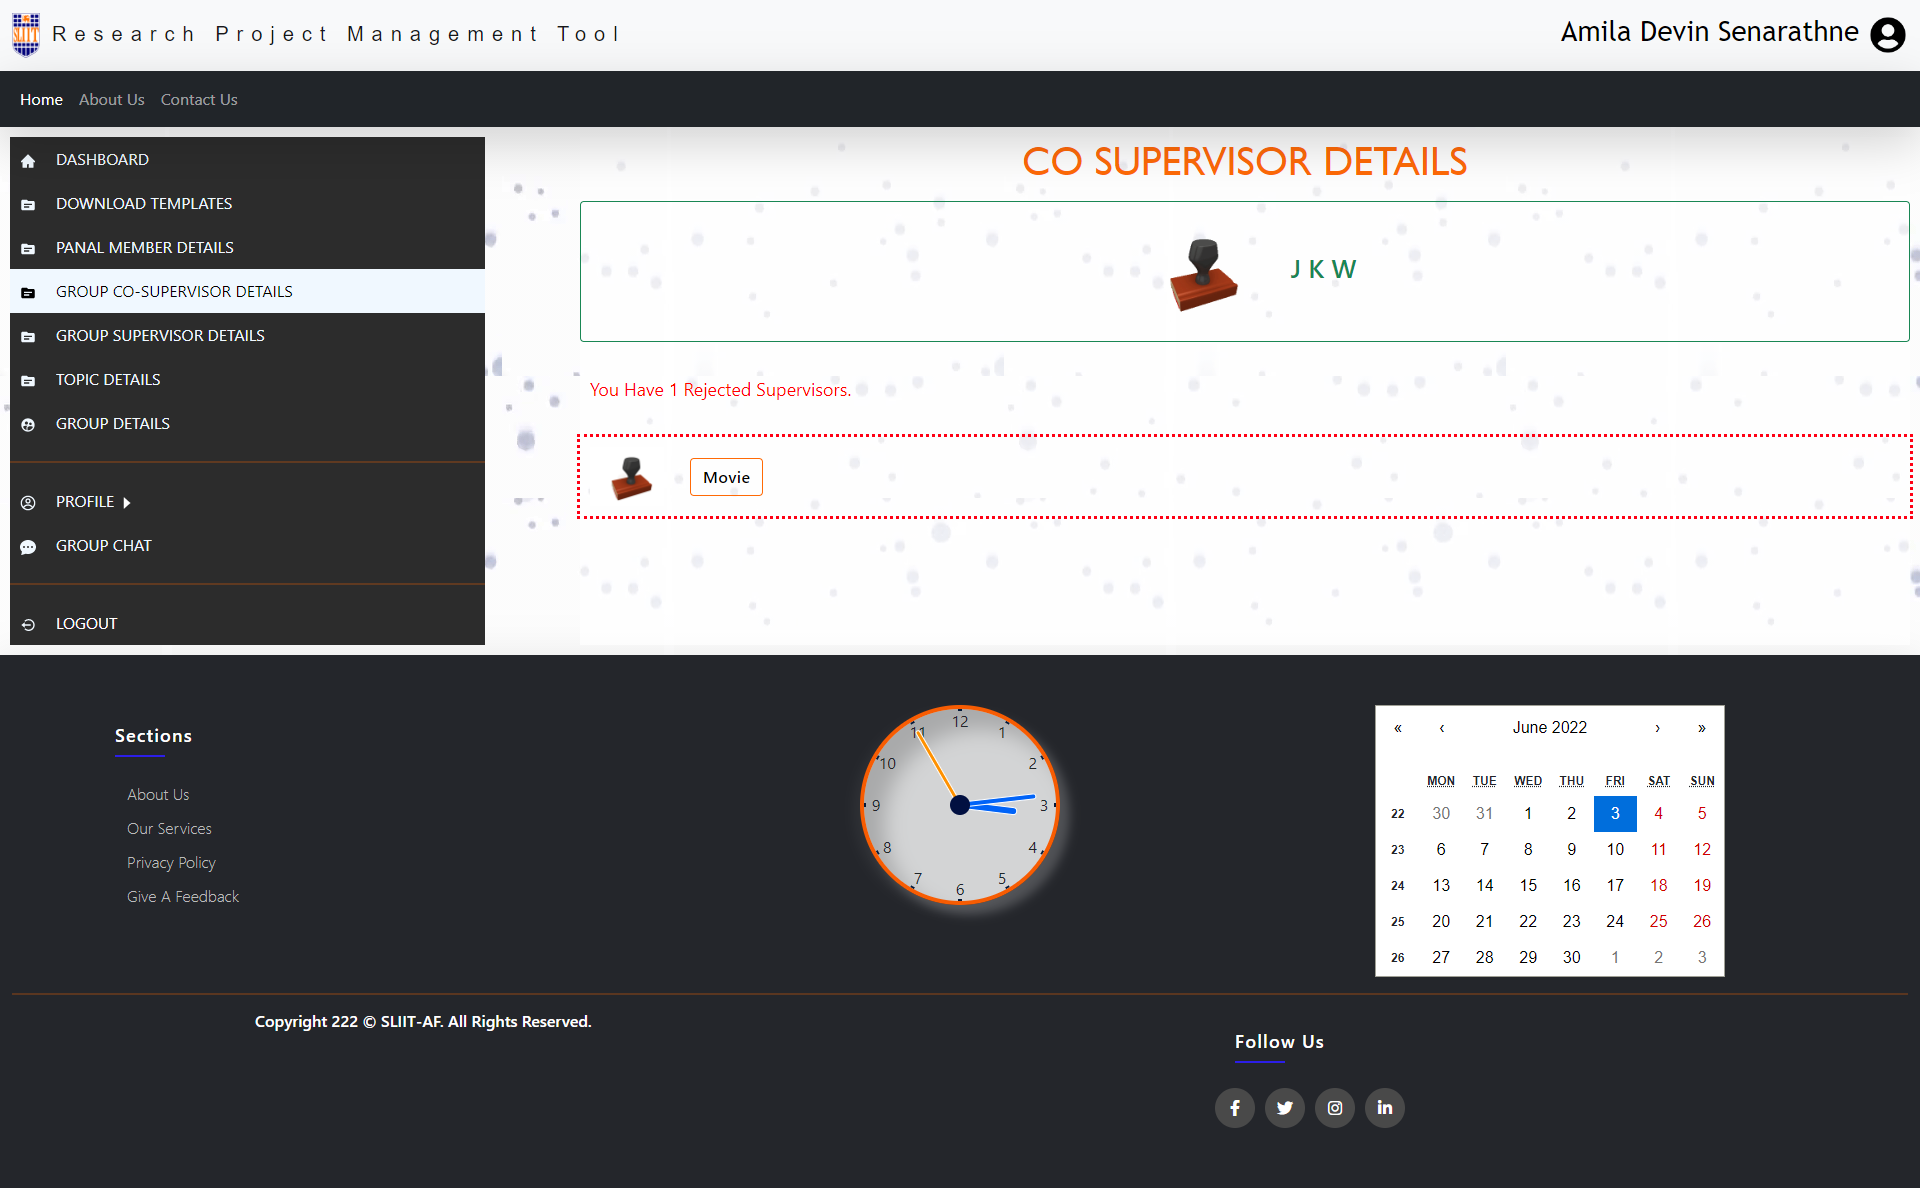 SLIIT
Research Project Management Tool
Amila Devin Senarathne
Home About Us Contact Us
DASHBOARD
DOWNLOAD TEMPLATES
PANAL MEMBER DETAILS
GROUP CO-SUPERVISOR DETAILS
GROUP SUPERVISOR DETAILS
TOPIC DETAILS
GROUP DETAILS
PROFILE
GROUP CHAT
LOGOUT
CO SUPERVISOR DETAILS
J K W
You Have 1 Rejected Supervisors.
Movie
Sections
About Us
Our Services
Privacy Policy
Give A Feedback
12
1
2
3
4
5
6
7
8
9
10
11
« ‹ June 2022 › »
MON TUE WED THU FRI SAT SUN
22 30 31 1 2 3 4 5
23 6 7 8 9 10 11 12
24 13 14 15 16 17 18 19
25 20 21 22 23 24 25 26
26 27 28 29 30 1 2 3
Copyright 222 © SLIIT-AF. All Rights Reserved.
Follow Us